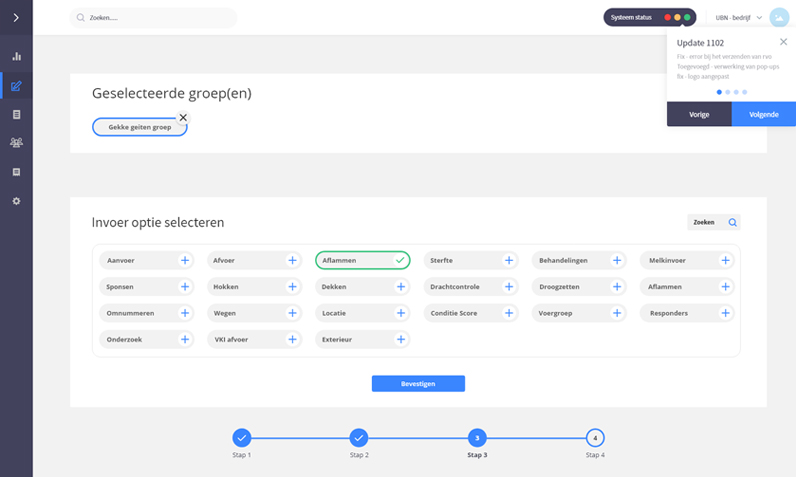 Zoeken.....
Systeem status
UBN - bedrijf
Update 1102
Fix - error bij het verzenden van rvo
Toegevoegd - verwerking van pop ups
fix - logo aangepast
Vorige
Volgende
Geselecteerde groep(en)
Gekke geiten groep
Invoer optie selecteren
Zoeken
Aanvoer
Afvoer
Aflammen
Sterfte
Behandelingen
Melkinvoer
Sponsen
Hokken
Dekken
Drachtcontrole
Droogzetten
Aflammen
Omnummeren
Wegen
Locatie
Conditie Score
Voergroep
Responders
Onderzoek
VKI afvoer
Exterieur
Bevestigen
3
4
Stap 1
Stap 2
Stap 3
Stap 4